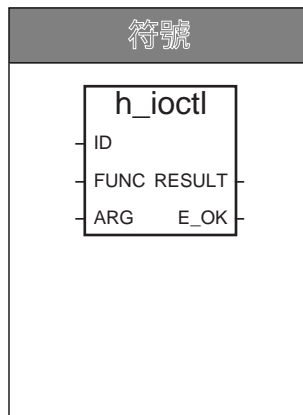 符號
h_ioctl
ID
FUNC RESULT
ARG E_OK